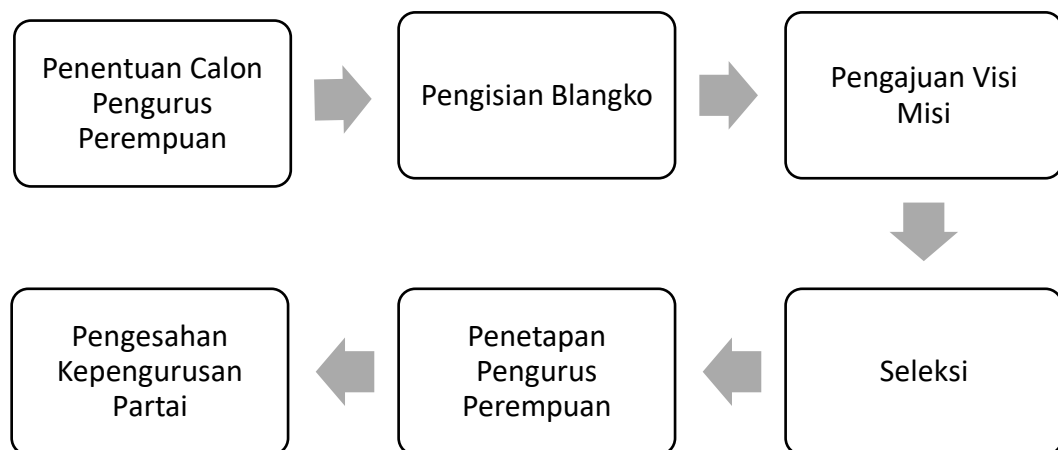 Penentuan Calon
Pengurus
Perempuan
Pengisian Blangko
Pengajuan Visi
Misi
Seleksi
Penetapan
Pengurus
Perempuan
Pengesahan
Kepengurusan
Partai